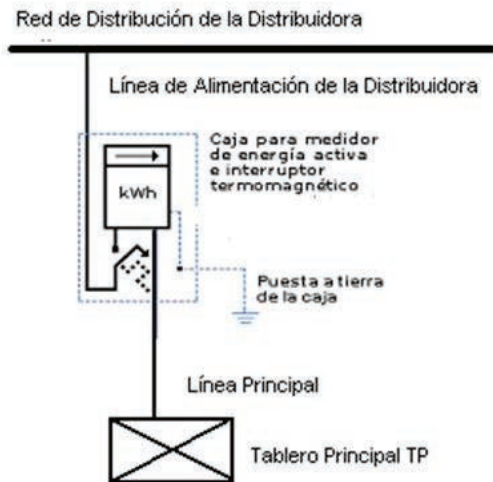 Red de Distribución de la Distribuidora
Línea de Alimentación de la Distribuidora
Caja para medidor
de energía activa
e interruptor
termomagnético
kWh
Puesta a tierra
de la caja
Línea Principal
Tablero Principal TP